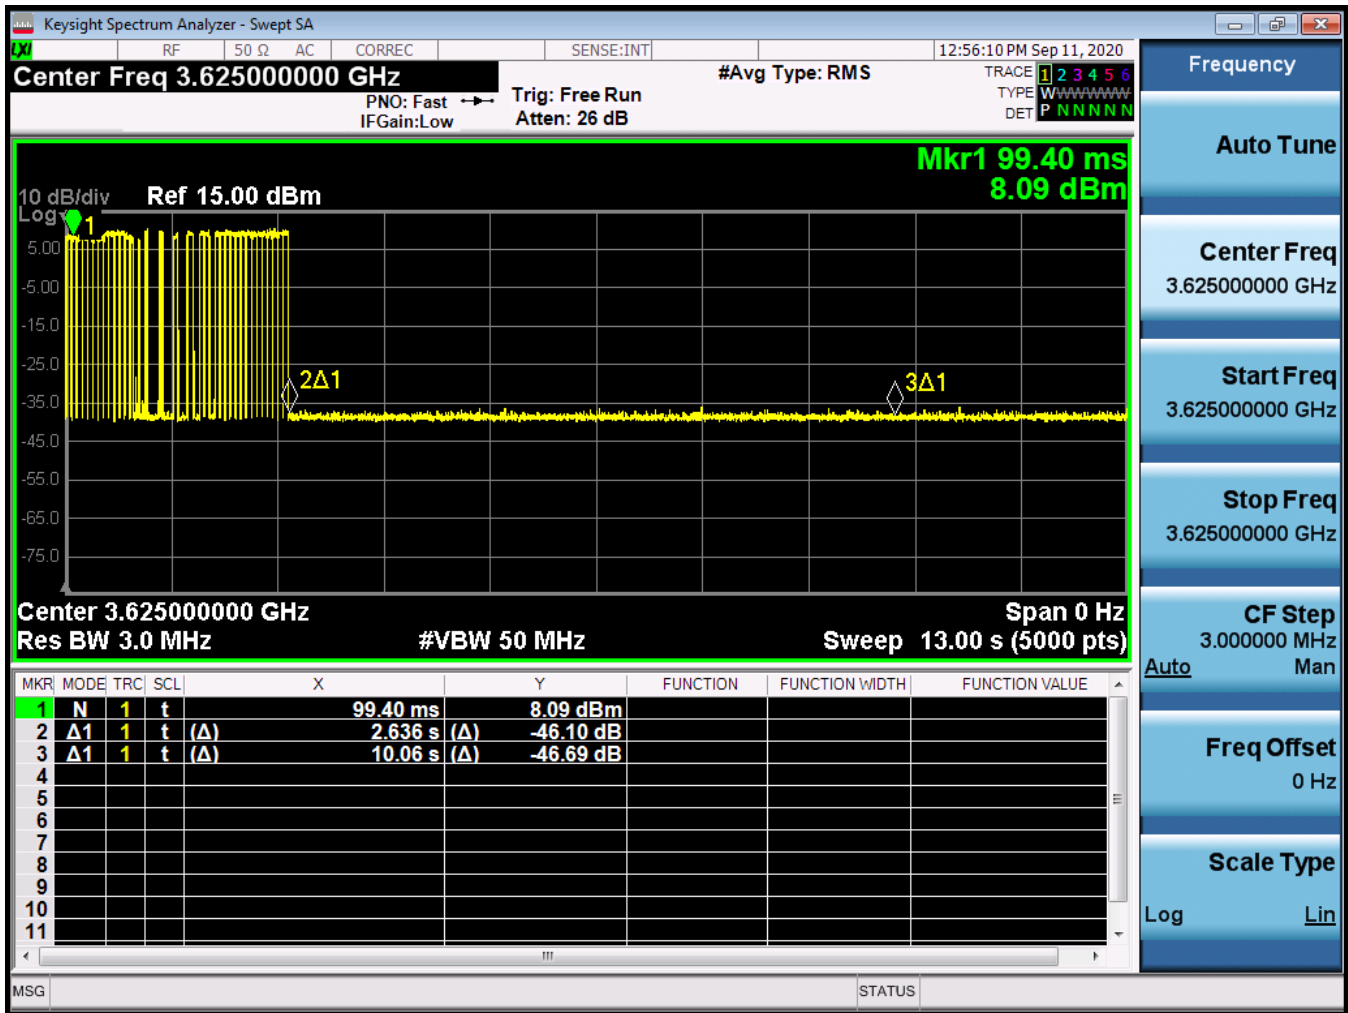 Keysight Spectrum Analyzer - Swept SA
LXI RF 50 Ω AC CORREC SENSE:INT 12:56:10 PM Sep 11, 2020
Center Freq 3.625000000 GHz
PNO: Fast
IFGain:Low
Trig: Free Run
Atten: 26 dB
#Avg Type: RMS
TRACE 1 2 3 4 5 6
TYPE WWWWWW
DET P N N N N N
Mkr1 99.40 ms
8.09 dBm
10 dB/div Ref 15.00 dBm
Log
1
5.00
-5.00
-15.0
-25.0
-35.0
-45.0
-55.0
-65.0
-75.0
2Δ1
3Δ1
Center 3.625000000 GHz Span 0 Hz
Res BW 3.0 MHz #VBW 50 MHz Sweep 13.00 s (5000 pts)
MKR MODE TRC SCL X Y FUNCTION FUNCTION WIDTH FUNCTION VALUE
1 N 1 t 99.40 ms 8.09 dBm
2 Δ1 1 t (Δ) 2.636 s (Δ) -46.10 dB
3 Δ1 1 t (Δ) 10.06 s (Δ) -46.69 dB
4
5
6
7
8
9
10
11
MSG STATUS
Frequency
Auto Tune
Center Freq
3.625000000 GHz
Start Freq
3.625000000 GHz
Stop Freq
3.625000000 GHz
CF Step
3.000000 MHz
Auto Man
Freq Offset
0 Hz
Scale Type
Log Lin